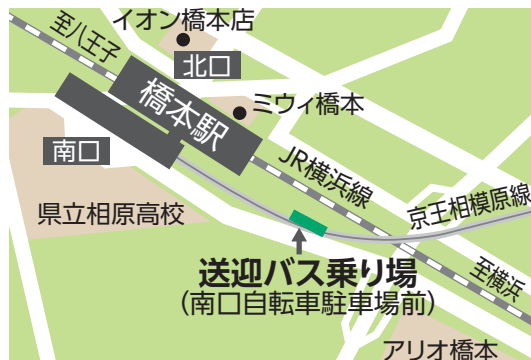 イオン橋本店
至八王子
北口
橋本駅
ミウィ橋本
南口
JR横浜線
京王相模原線
県立相原高校
送迎バス乗り場
(南口自転車駐車場前)
至横浜
アリオ橋本